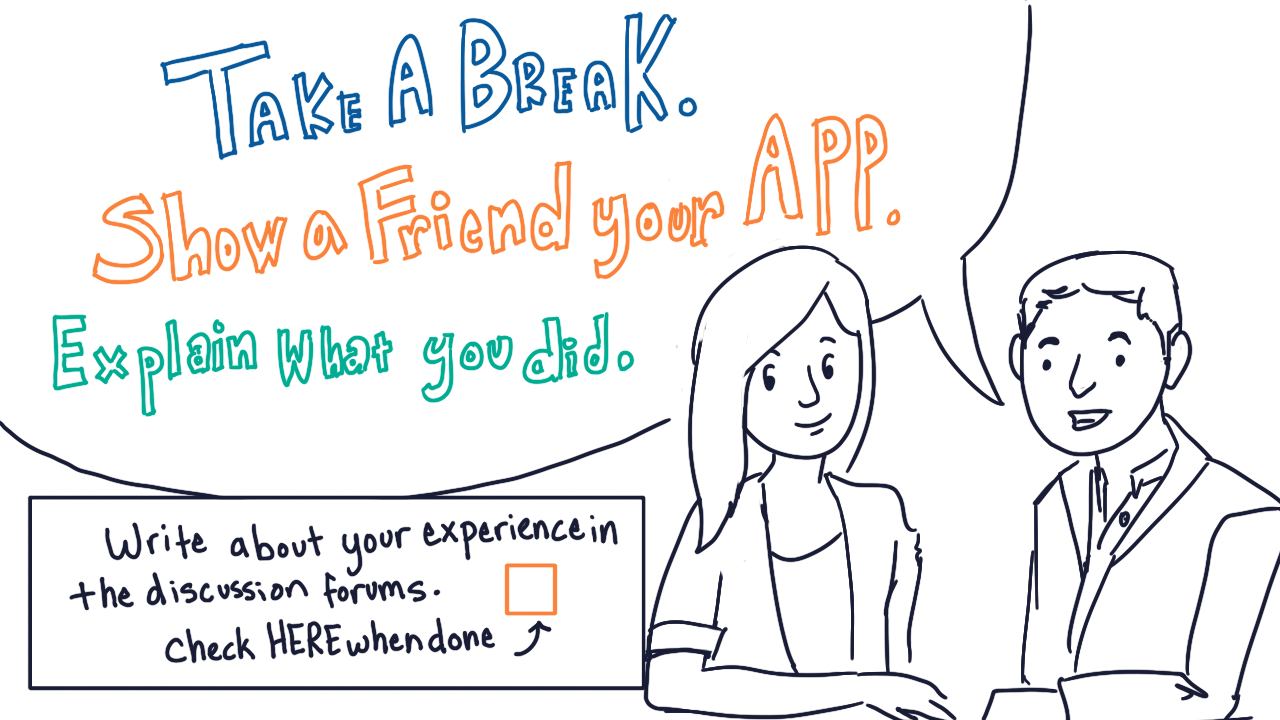 TAKE A BREAK.
Show a Friend your APP.
Explain what you did.
Write about your experience in
the discussion forums.
Check HERE when done